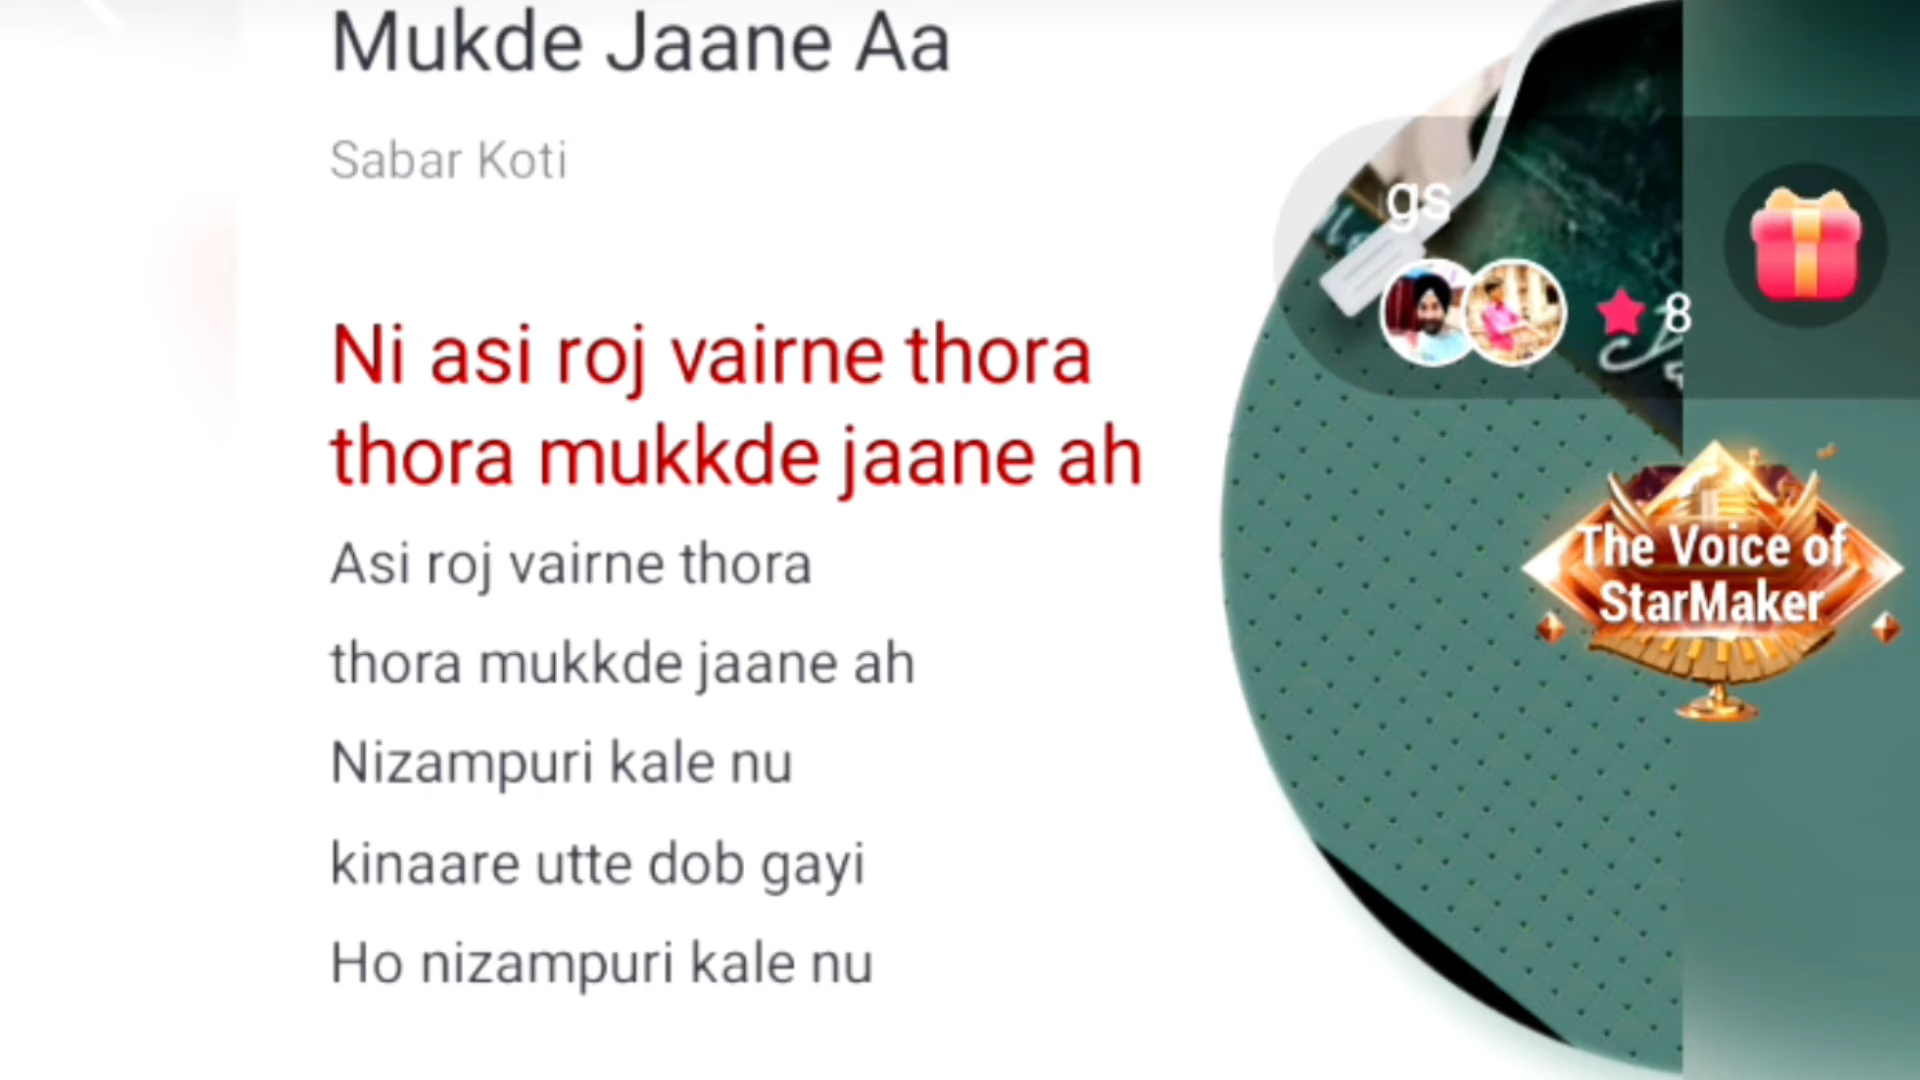 Mukde Jaane Aa
Sabar Koti
gs
8
Ni asi roj vairne thora
thora mukkde jaane ah
The Voice of
StarMaker
Asi roj vairne thora
thora mukkde jaane ah
Nizampuri kale nu
kinaare utte dob gayi
Ho nizampuri kale nu